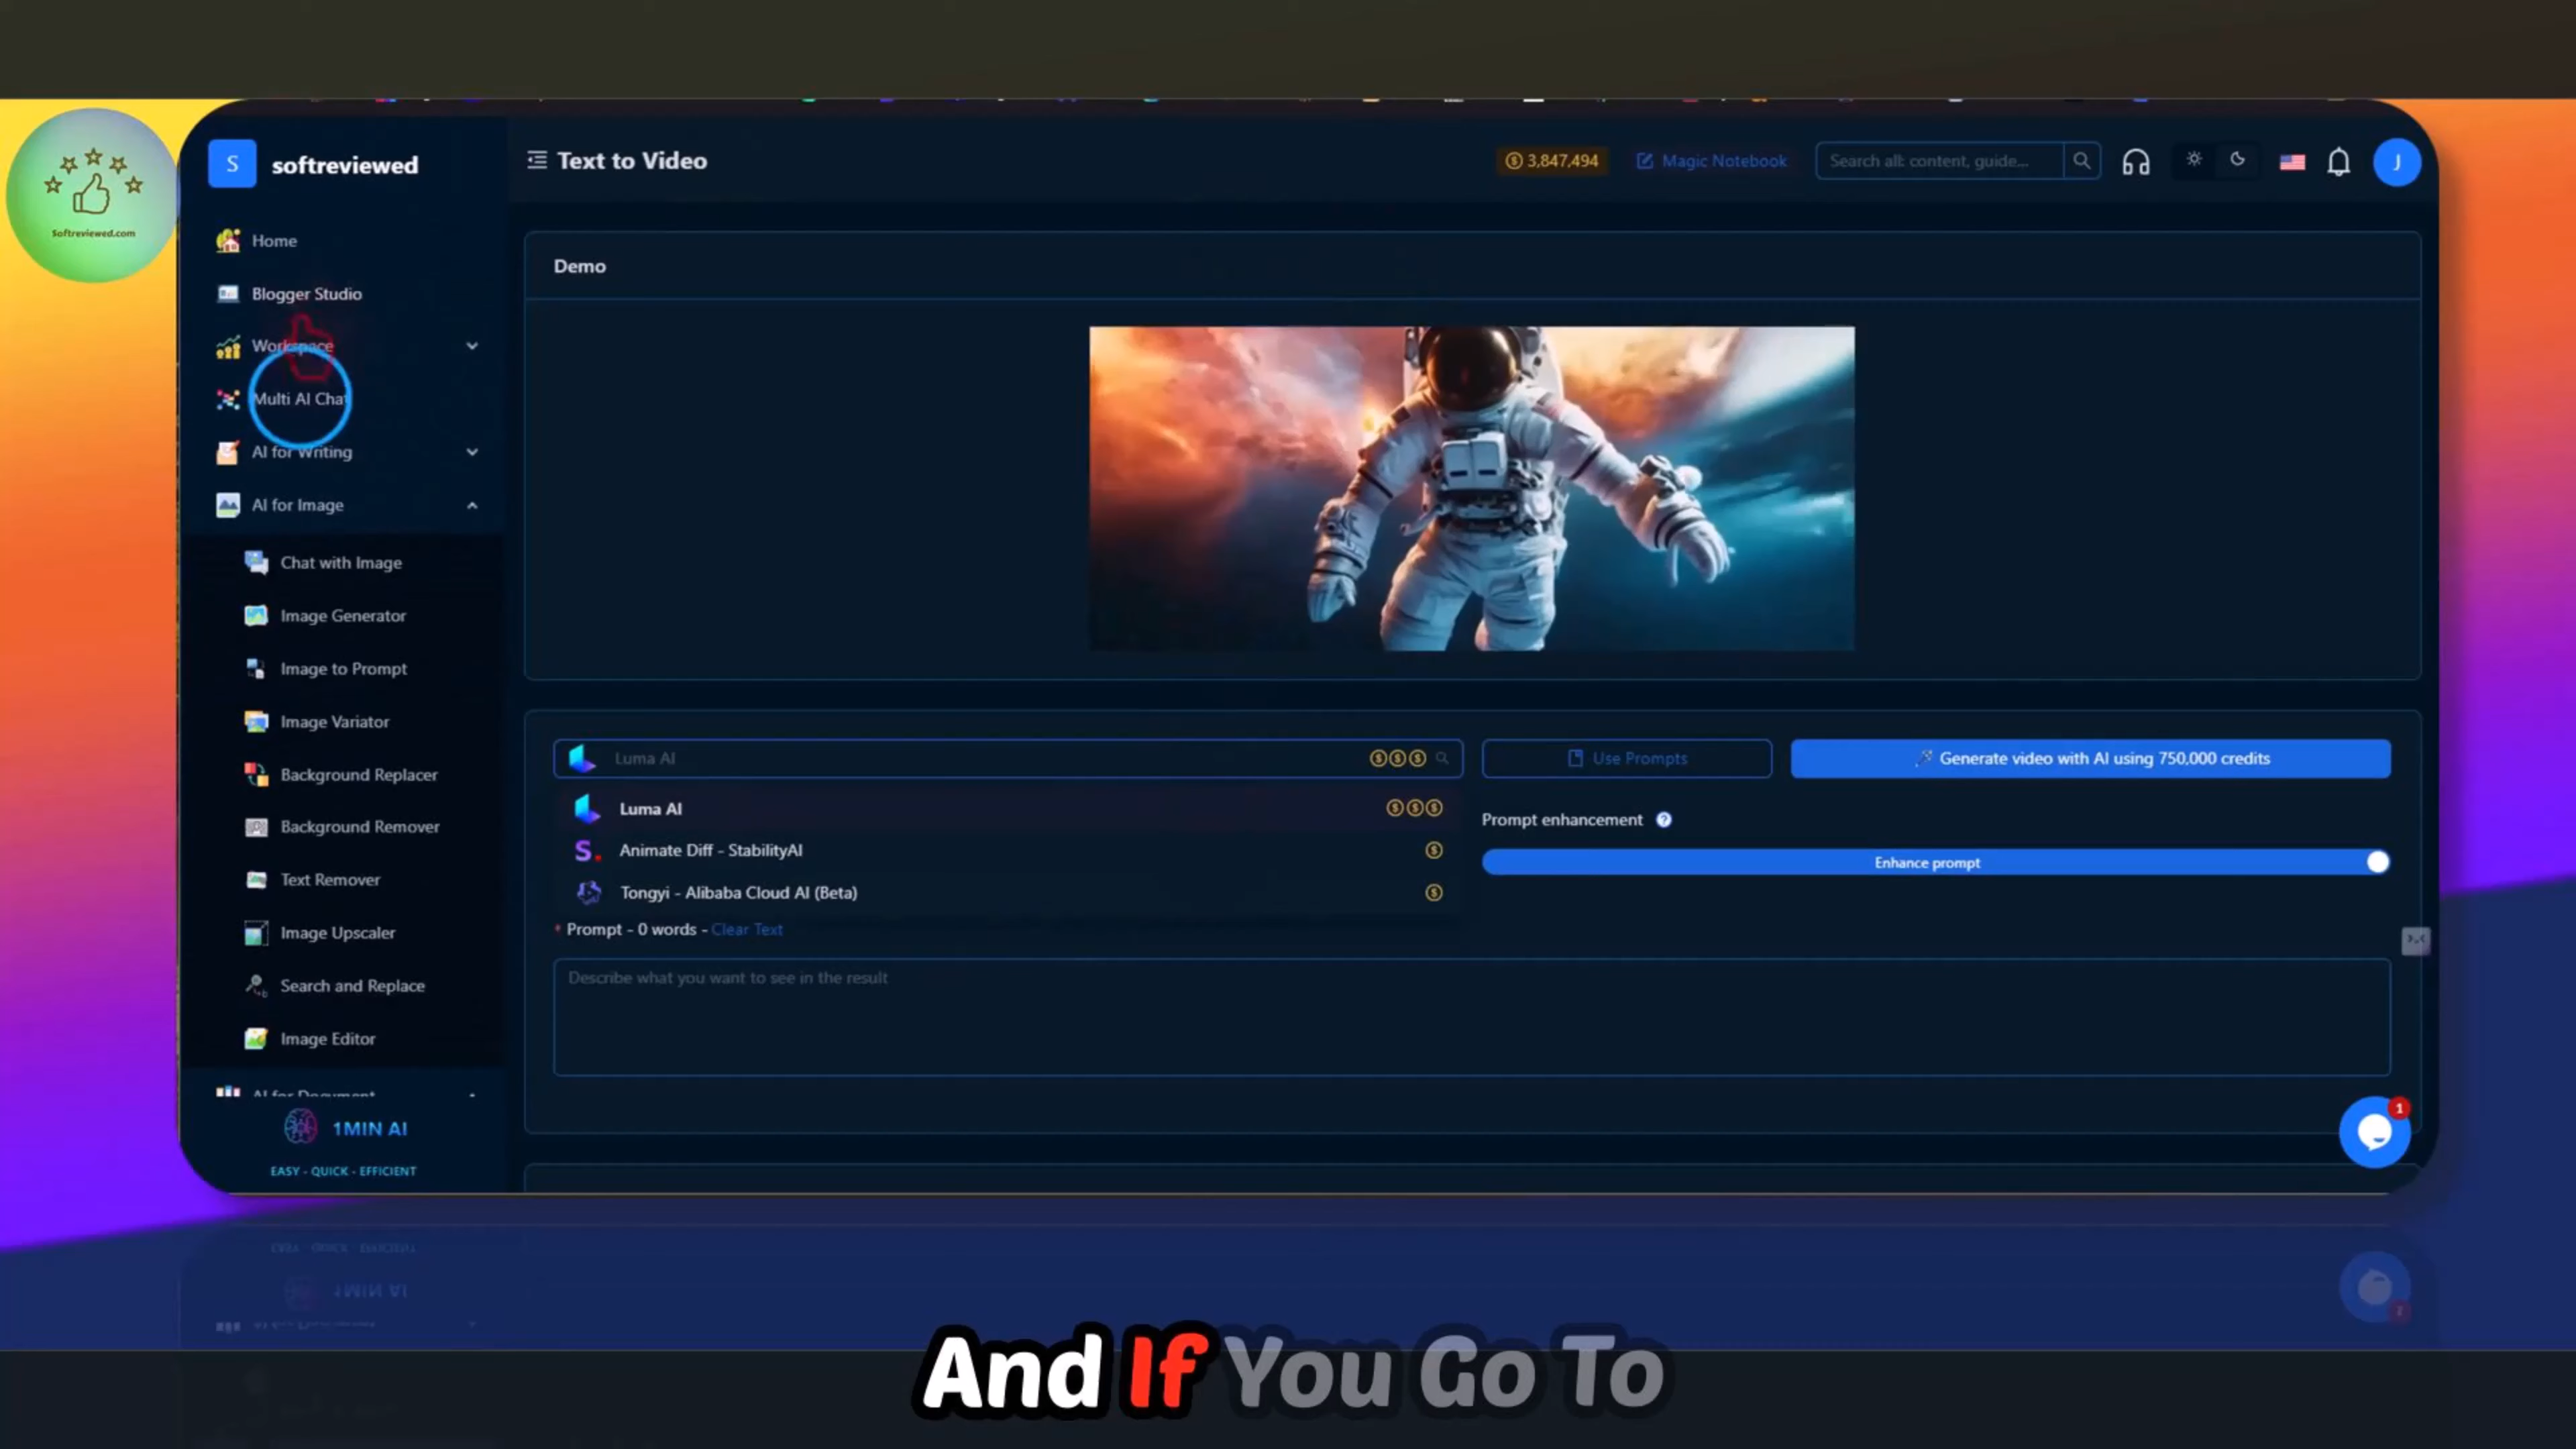 Softreviewed.com
S softreviewed
Home
Blogger Studio
Workspace
Multi AI Chat
AI for Writing
AI for Image
Chat with Image
Image Generator
Image to Prompt
Image Variator
Background Replacer
Background Remover
Text Remover
Image Upscaler
Search and Replace
Image Editor
AI for Document
1MIN AI
EASY - QUICK - EFFICIENT
Text to Video
3,847,494
Magic Notebook
Search all: content, guide...
J
Demo
Luma AI
Use Prompts
Generate video with AI using 750,000 credits
Luma AI
Animate Diff - StabilityAI
Tongyi - Alibaba Cloud AI (Beta)
Prompt enhancement ?
Enhance prompt
* Prompt - 0 words - Clear Text
Describe what you want to see in the result
1
And If You Go To